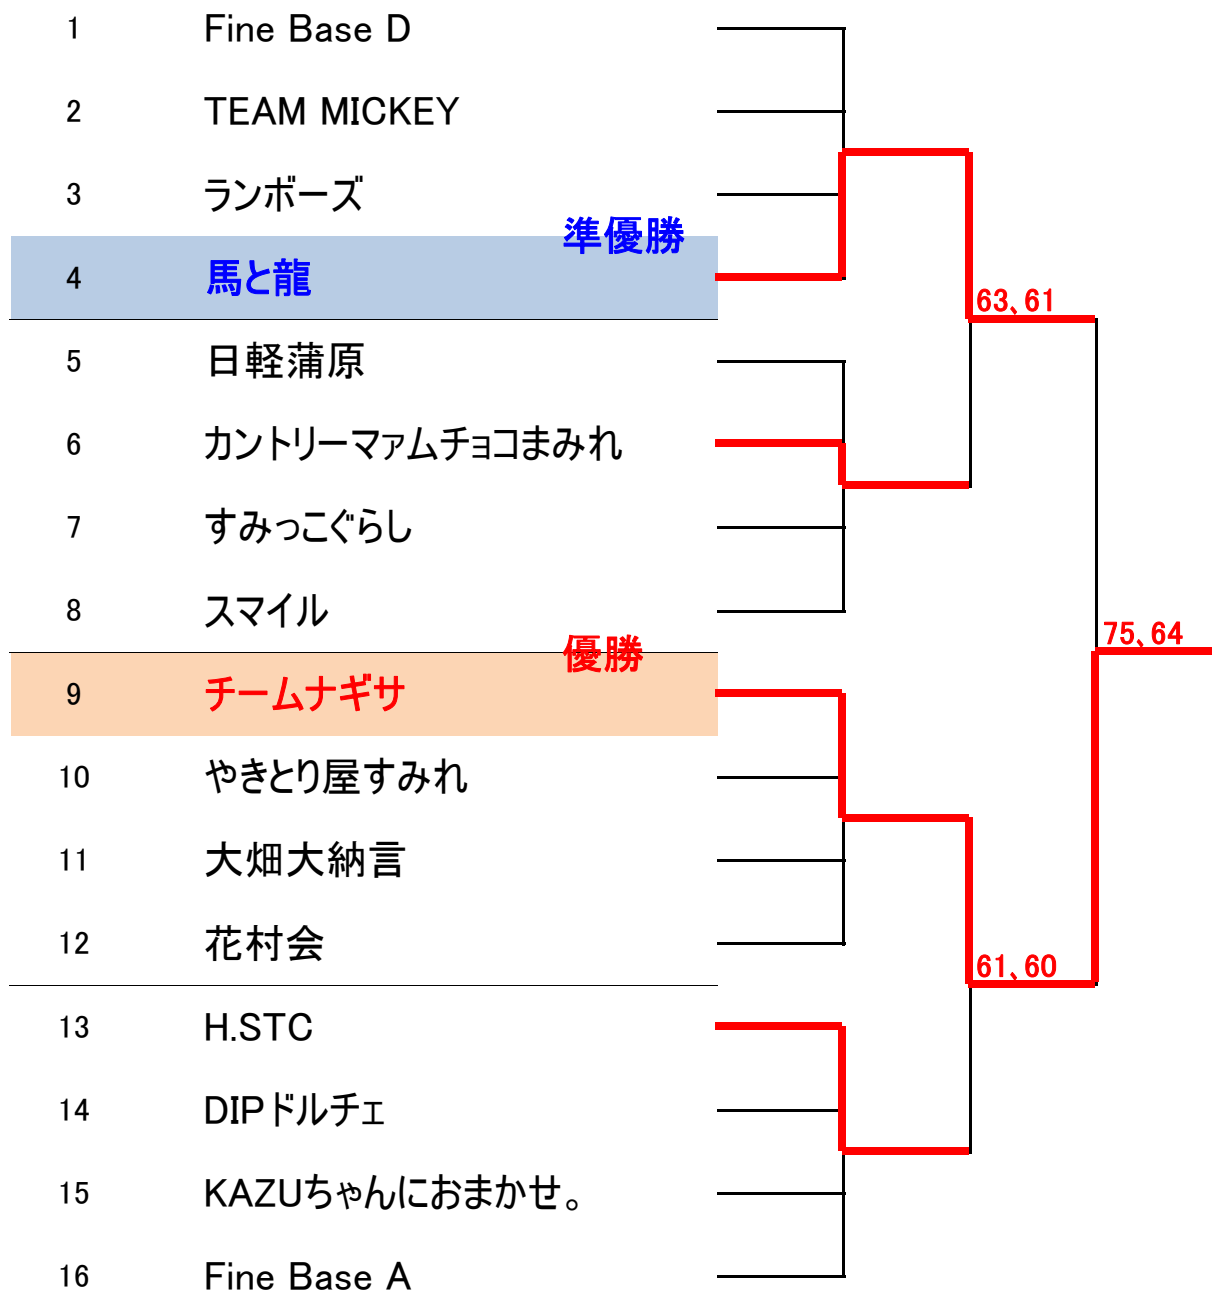 1 Fine Base D
2 TEAM MICKEY
3 ランボーズ
準優勝
4 馬と龍
63、61
5 日軽蒲原
6 カントリーマァムチョコまみれ
7 すみっこぐらし
8 スマイル
75、64
優勝
9 チームナギサ
10 やきとり屋すみれ
11 大畑大納言
12 花村会
61、60
13 H.STC
14 DIPドルチェ
15 KAZUちゃんにおまかせ。
16 Fine Base A